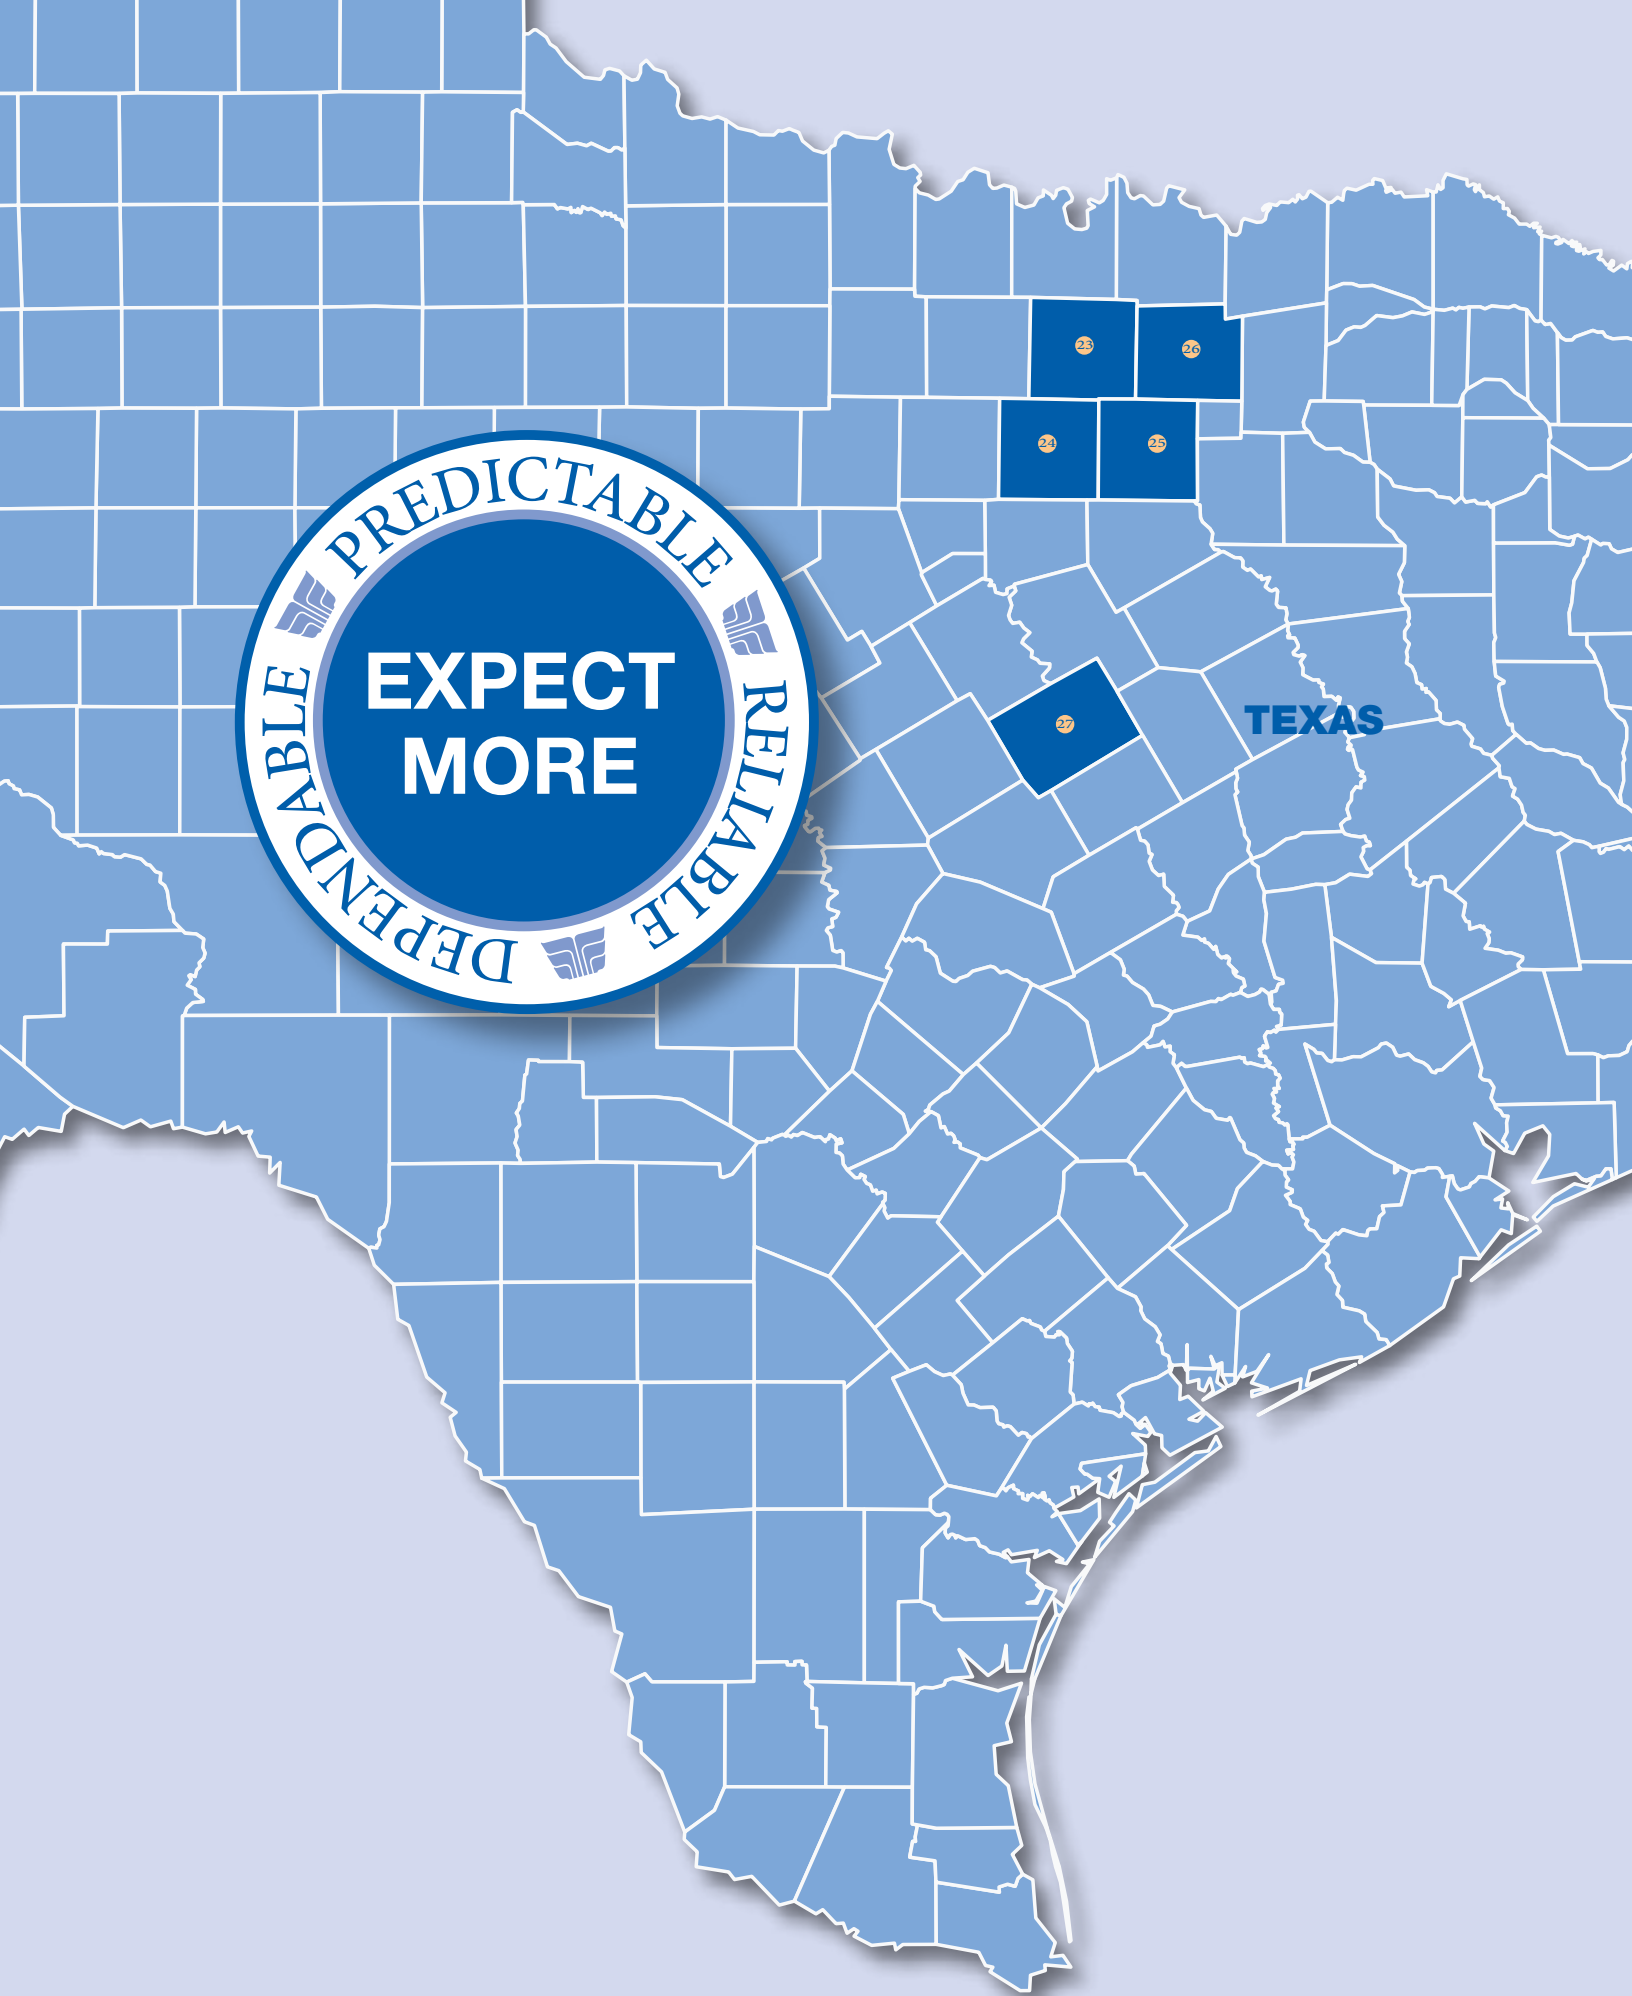 23
26
24
25
PREDICTABLE
RELIABLE
DEPENDABLE
EXPECT
MORE
27
TEXAS